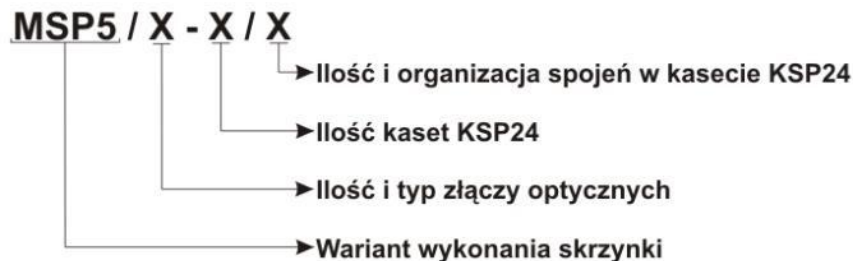 MSP5 / X - X / X
Ilość i organizacja spojeń w kasecie KSP24
Ilość kaset KSP24
Ilość i typ złączy optycznych
Wariant wykonania skrzynki